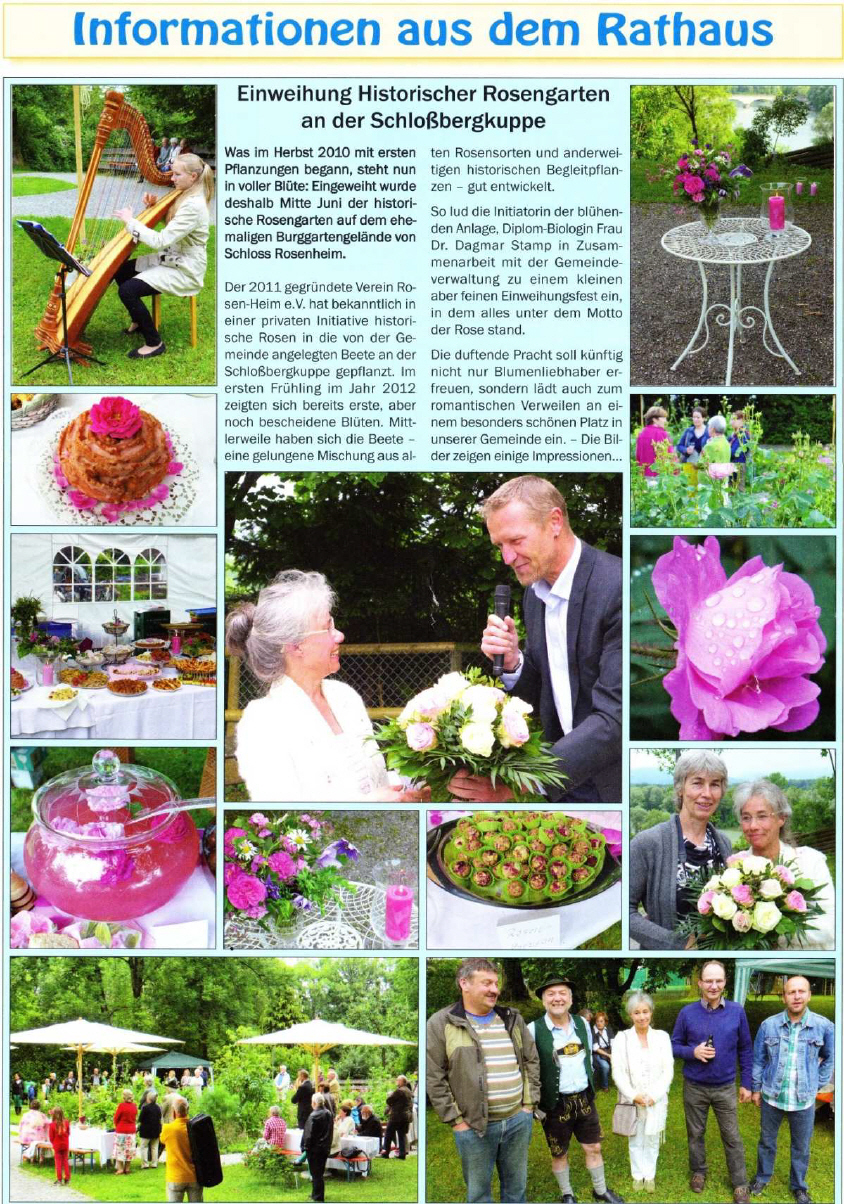 Informationen aus dem Rathaus
Einweihung Historischer Rosengarten
an der Schloßbergkuppe
Was im Herbst 2010 mit ersten
Pflanzungen begann, steht nun
in voller Blüte: Eingeweiht wurde
deshalb Mitte Juni der histori-
sche Rosengarten auf dem ehe-
maligen Burggartengelände von
Schloss Rosenheim.
Der 2011 gegründete Verein Ro-
sen-Heim e.V. hat bekanntlich in
einer privaten Initiative histori-
sche Rosen in die von der Ge-
meinde angelegten Beete an der
Schloßbergkuppe gepflanzt. Im
ersten Frühling im Jahr 2012
zeigten sich bereits erste, aber
noch bescheidene Blüten. Mitt-
lerweile haben sich die Beete –
eine gelungene Mischung aus al-
ten Rosensorten und anderwei-
tigen historischen Begleitpflan-
zen – gut entwickelt.
So lud die Initiatorin der blühen-
den Anlage, Diplom-Biologin Frau
Dr. Dagmar Stamp in Zusam-
menarbeit mit der Gemeinde-
verwaltung zu einem kleinen
aber feinen Einweihungsfest ein,
in dem alles unter dem Motto
der Rose stand.
Die duftende Pracht soll künftig
nicht nur Blumenliebhaber er-
freuen, sondern lädt auch zum
romantischen Verweilen an ei-
nem besonders schönen Platz in
unserer Gemeinde ein. – Die Bil-
der zeigen einige Impressionen...